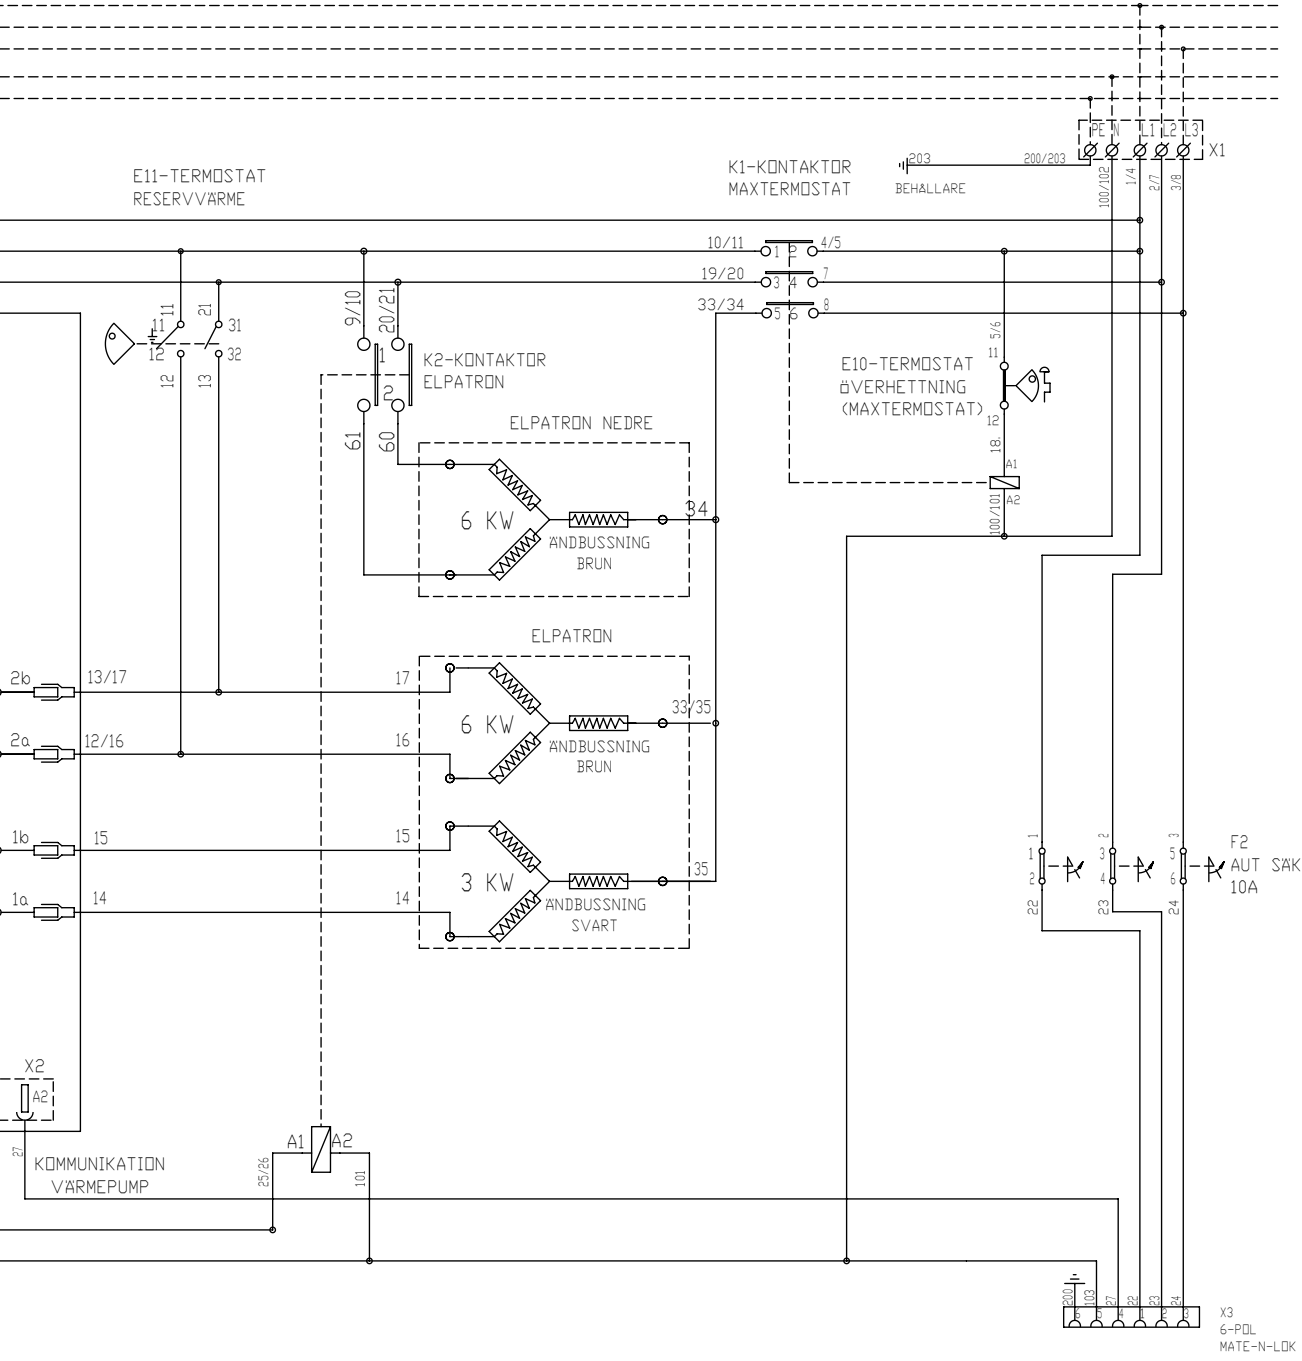 PE N L1 L2 L3
X1
203
200/203
BEHÅLLARE
100/102
1/4
2/7
3/8
E11-TERMOSTAT
RESERVVÄRME
K1-KONTAKTOR
MAXTERMOSTAT
10/11
1 2
4/5
19/20
3 4
7
33/34
5 6
8
11
21
11
31
12
32
12
13
9/10
20/21
1
2
K2-KONTAKTOR
ELPATRON
61
60
5/6
11
E10-TERMOSTAT
ÖVERHETTNING
(MAXTERMOSTAT)
12
18.
A1
A2
100/101
ELPATRON NEDRE
6 KW
34
ÄNDBUSSNING
BRUN
ELPATRON
2b
13/17
17
6 KW
33/35
ÄNDBUSSNING
BRUN
2a
12/16
16
1b
15
15
3 KW
35
ÄNDBUSSNING
SVART
1a
14
14
1
2
3
1
3
5
2
4
6
22
23
24
F2
AUT SÄK
10A
X2
A2
27
KOMMUNIKATION
VÄRMEPUMP
A1
A2
25/26
101
200
103
27
22
23
24
6
5
4
1
2
3
X3
6-POL
MATE-N-LOK